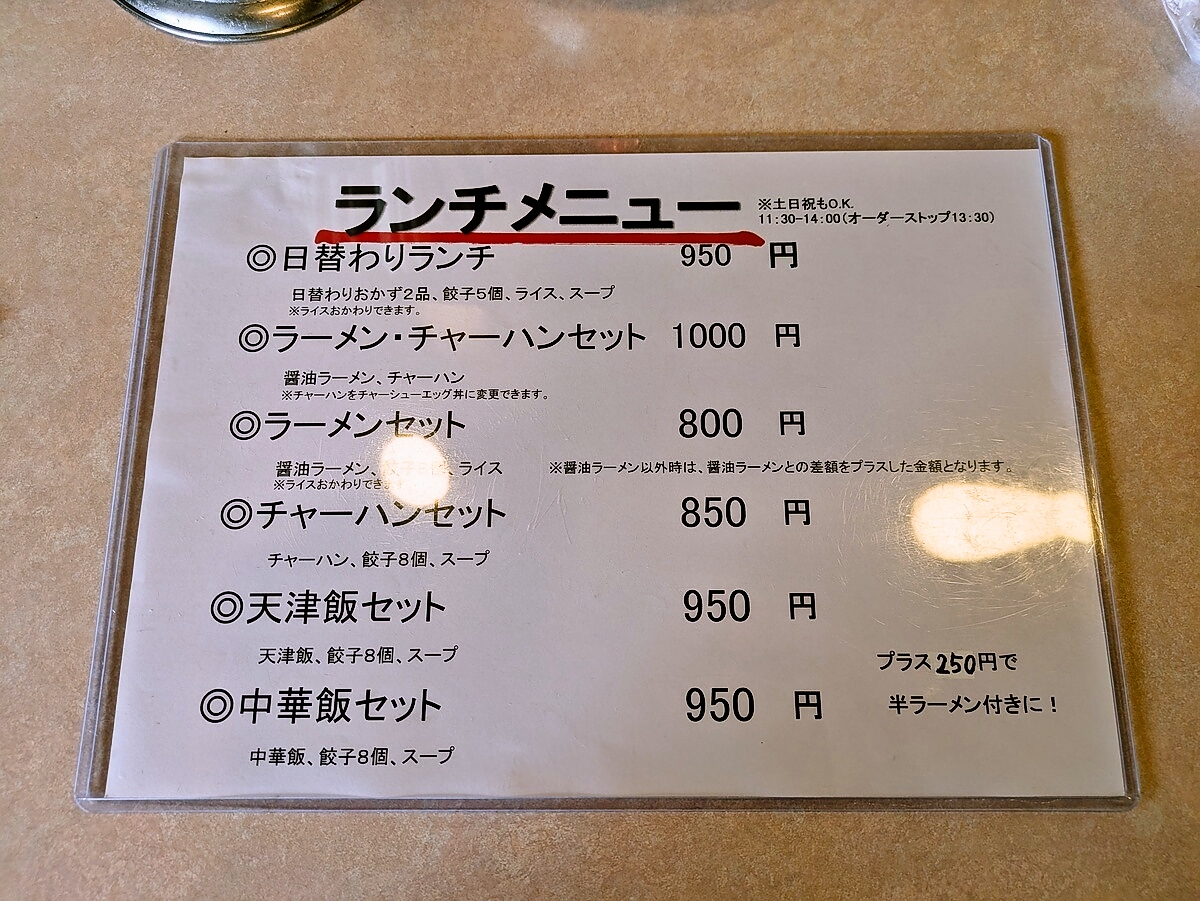 ランチメニュー
※土日祝もO.K.
11:30-14:00(オーダーストップ13:30)
◎日替わりランチ 950 円
日替わりおかず2品、餃子5個、ライス、スープ
※ライスおかわりできます。
◎ラーメン・チャーハンセット 1000 円
醤油ラーメン、チャーハン
※チャーハンをチャーシューエッグ丼に変更できます。
◎ラーメンセット 800 円
醤油ラーメン、餃子 個、ライス ※醤油ラーメン以外時は、醤油ラーメンとの差額をプラスした金額となります。
※ライスおかわりでき
◎チャーハンセット 850 円
チャーハン、餃子8個、スープ
◎天津飯セット 950 円
天津飯、餃子8個、スープ
プラス250円で
◎中華飯セット 950 円
半ラーメン付きに！
中華飯、餃子8個、スープ